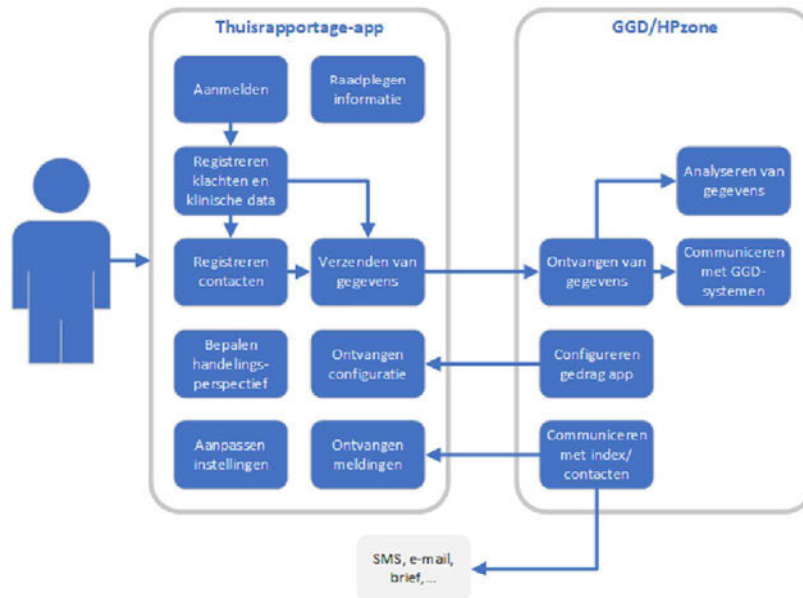 Thuisrapportage-app
GGD/HPzone
Aanmelden
Raadplegen
informatie
Registreren
klachten en
klinische data
Analyseren van
gegevens
Registreren
contacten
Verzenden van
gegevens
Ontvangen van
gegevens
Communiceren
met GGD-
systemen
Bepalen
handelings-
perspectief
Ontvangen
configuratie
Configureren
gedrag app
Aanpassen
instellingen
Ontvangen
meldingen
Communiceren
met index/
contacten
SMS, e-mail,
brief,...